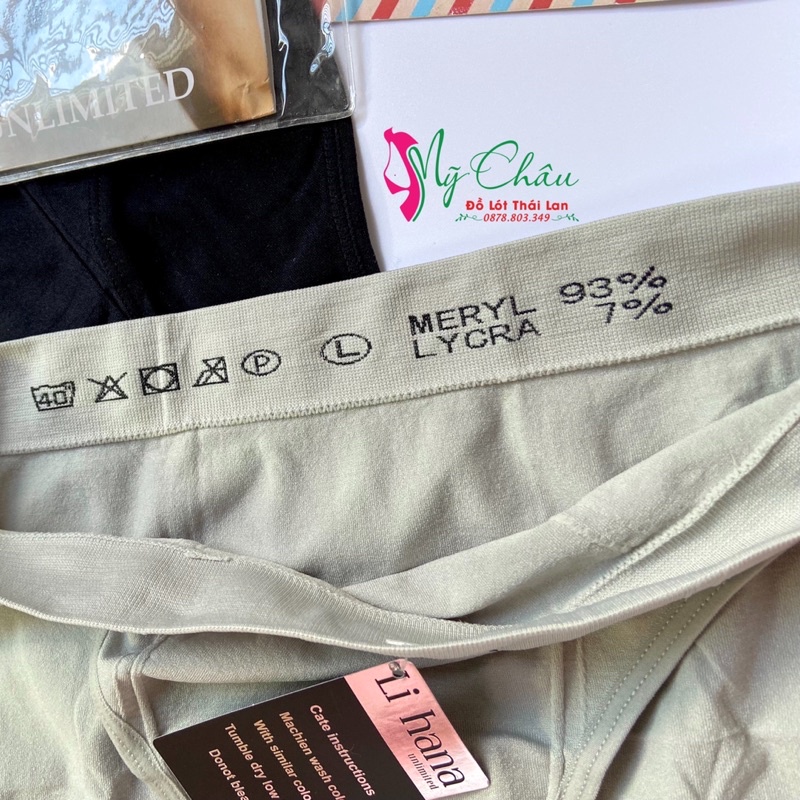 UNLIMITED
Mỹ Châu
Đồ Lót Thái Lan
0878.803.349
40 P L MERYL 93%
LYCRA 7%
Li hana
unlimited
Cate Instructions
Machien wash col
With similar colo
Tumble dry low
Donot blea